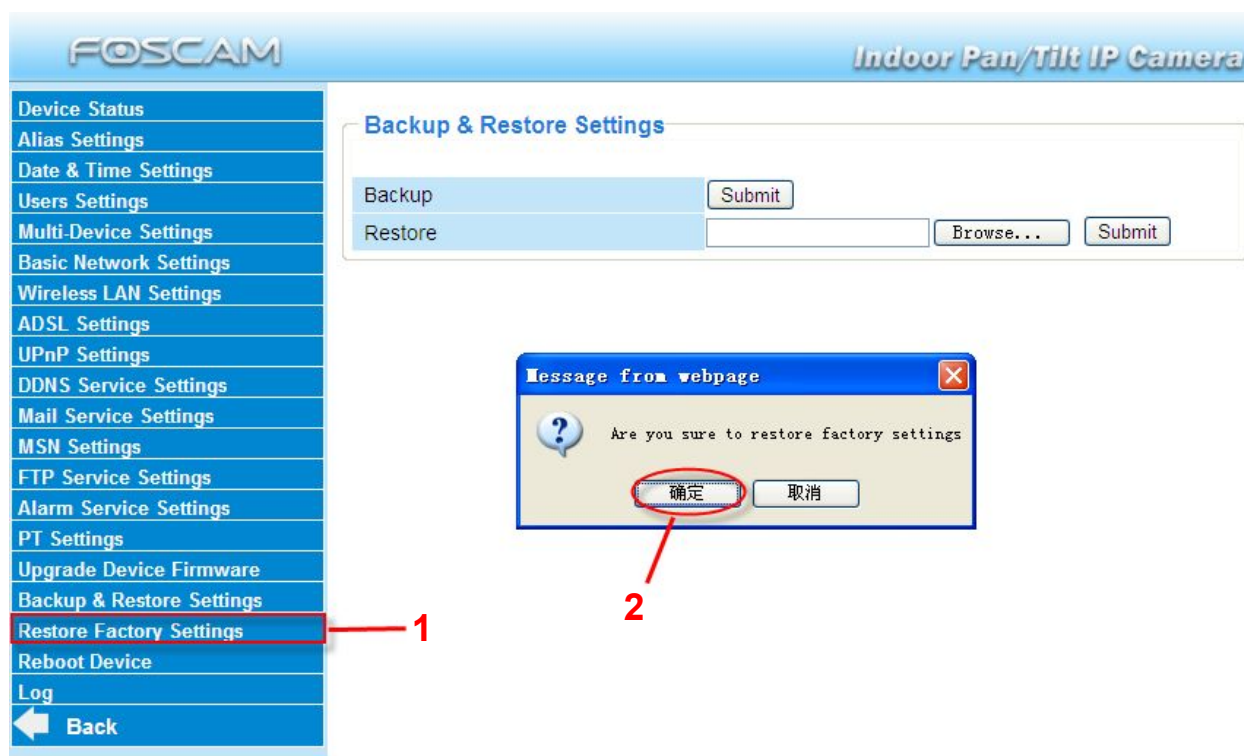 FOSCAM
Indoor Pan/Tilt IP Camera
Device Status
Alias Settings
Date & Time Settings
Users Settings
Multi-Device Settings
Basic Network Settings
Wireless LAN Settings
ADSL Settings
UPnP Settings
DDNS Service Settings
Mail Service Settings
MSN Settings
FTP Service Settings
Alarm Service Settings
PT Settings
Upgrade Device Firmware
Backup & Restore Settings
Restore Factory Settings
Reboot Device
Log
Back
1
Backup & Restore Settings
Backup Submit
Restore Browse... Submit
Message from webpage
Are you sure to restore factory settings
确定 取消
2